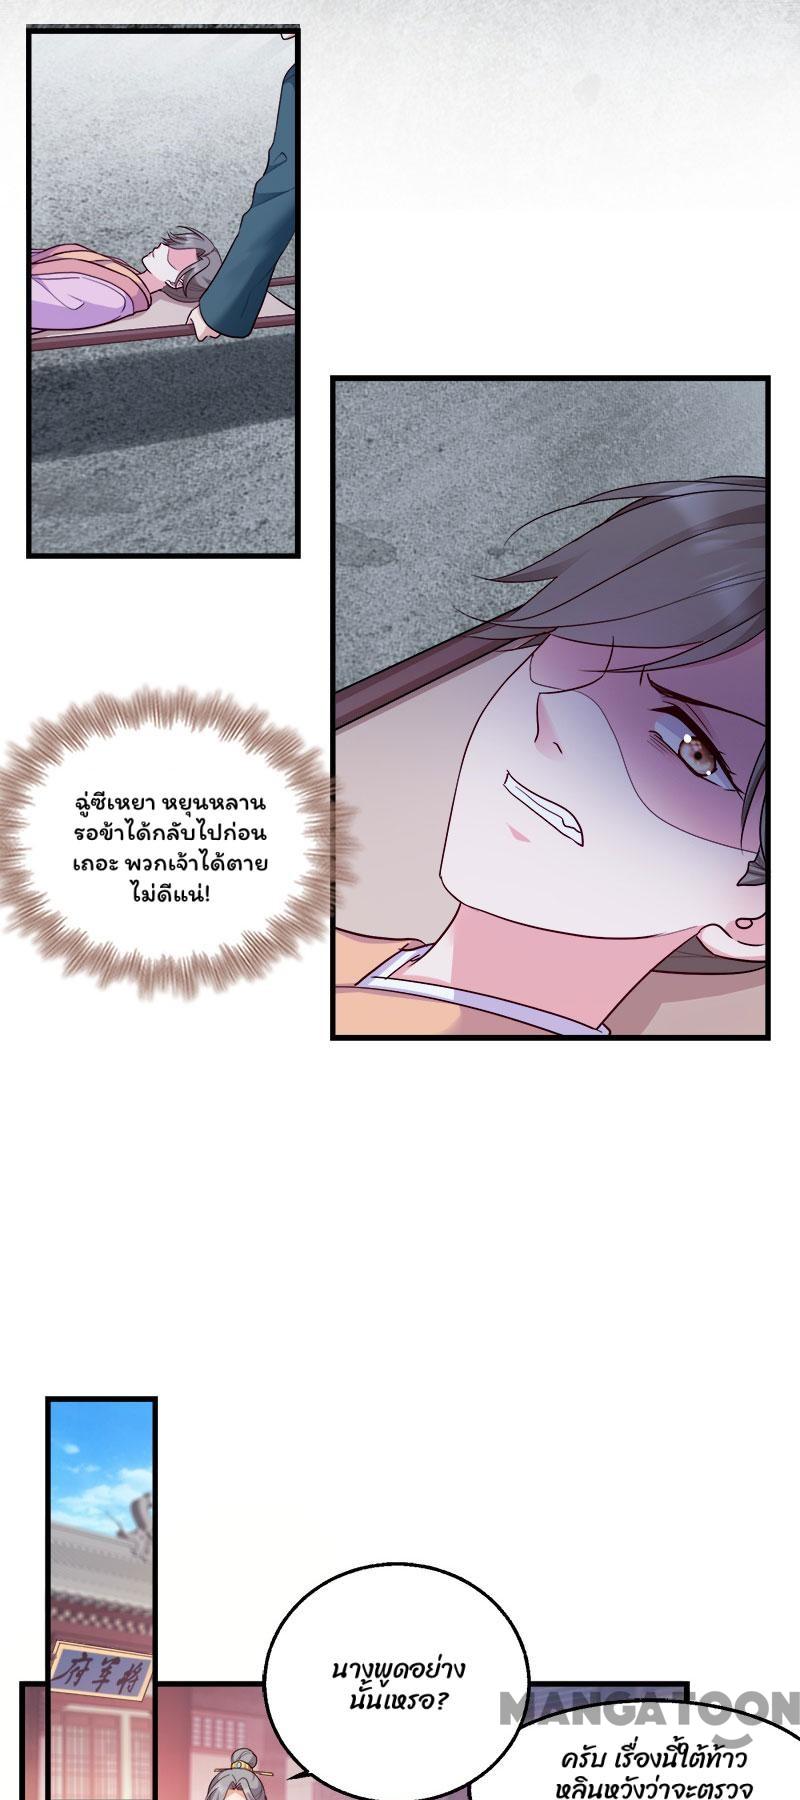 ฉู่ซีเหยา หยุนหลาน
รอข้าได้กลับไปก่อน
เถอะ พวกเจ้าได้ตาย
ไม่ดีแน่!
府軍將
นางพูดอย่าง
นั้นเหรอ?
MANGATOON
ครับ เรื่องนี้ใต้ท้าว
หลินหวังว่าจะตรวจ